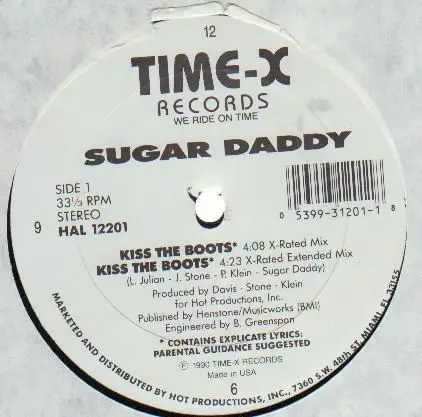 12
TIME-X
RECORDS
WE RIDE ON TIME
SUGAR DADDY
SIDE 1
33⅓ RPM
STEREO
HAL 12201
9
0 5399-31201-1 8
KISS THE BOOTS* 4:08 X-Rated Mix
KISS THE BOOTS* 4:23 X-Rated Extended Mix
(L. Julian - J. Stone - P. Klein - Sugar Daddy)
Produced by Davis - Stone - Klein
for Hot Productions, Inc.
Published by Henstone/Musicworks (BMI)
Engineered by B. Greenspan
* CONTAINS EXPLICATE LYRICS:
PARENTAL GUIDANCE SUGGESTED
℗ 1990 TIME-X RECORDS
Made in USA
6
MARKETED AND DISTRIBUTED BY HOT PRODUCTIONS, INC., 7360 S.W. 48th ST. MIAMI, FL 33155